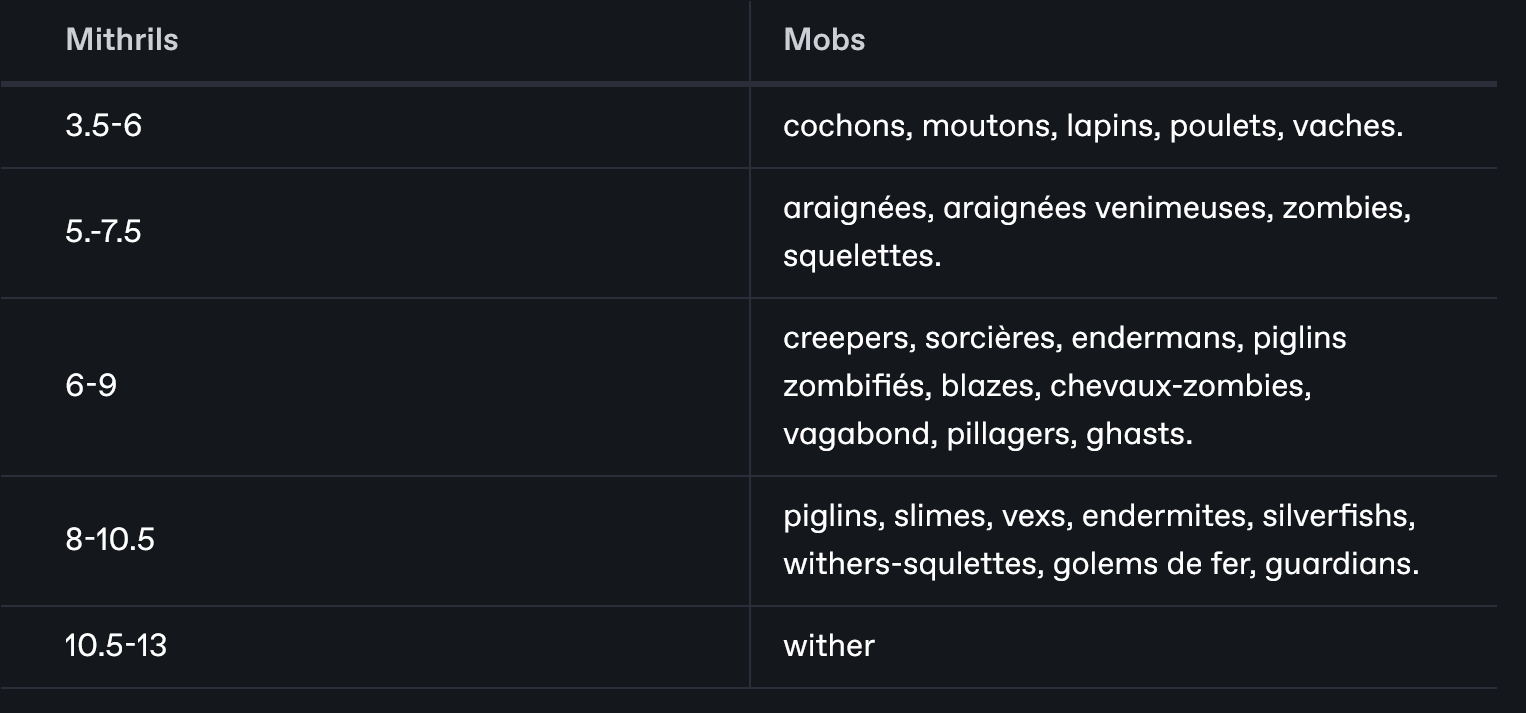 Mithrils Mobs
3.5-6 cochons, moutons, lapins, poulets, vaches.
5.-7.5 araignées, araignées venimeuses, zombies,
squelettes.
creepers, sorcières, endermans, piglins
6-9 zombifiés, blazes, chevaux-zombies,
vagabond, pillagers, ghasts.
8-10.5 piglins, slimes, vexs, endermites, silverfishs,
withers-squlettes, golems de fer, guardians.
10.5-13 wither